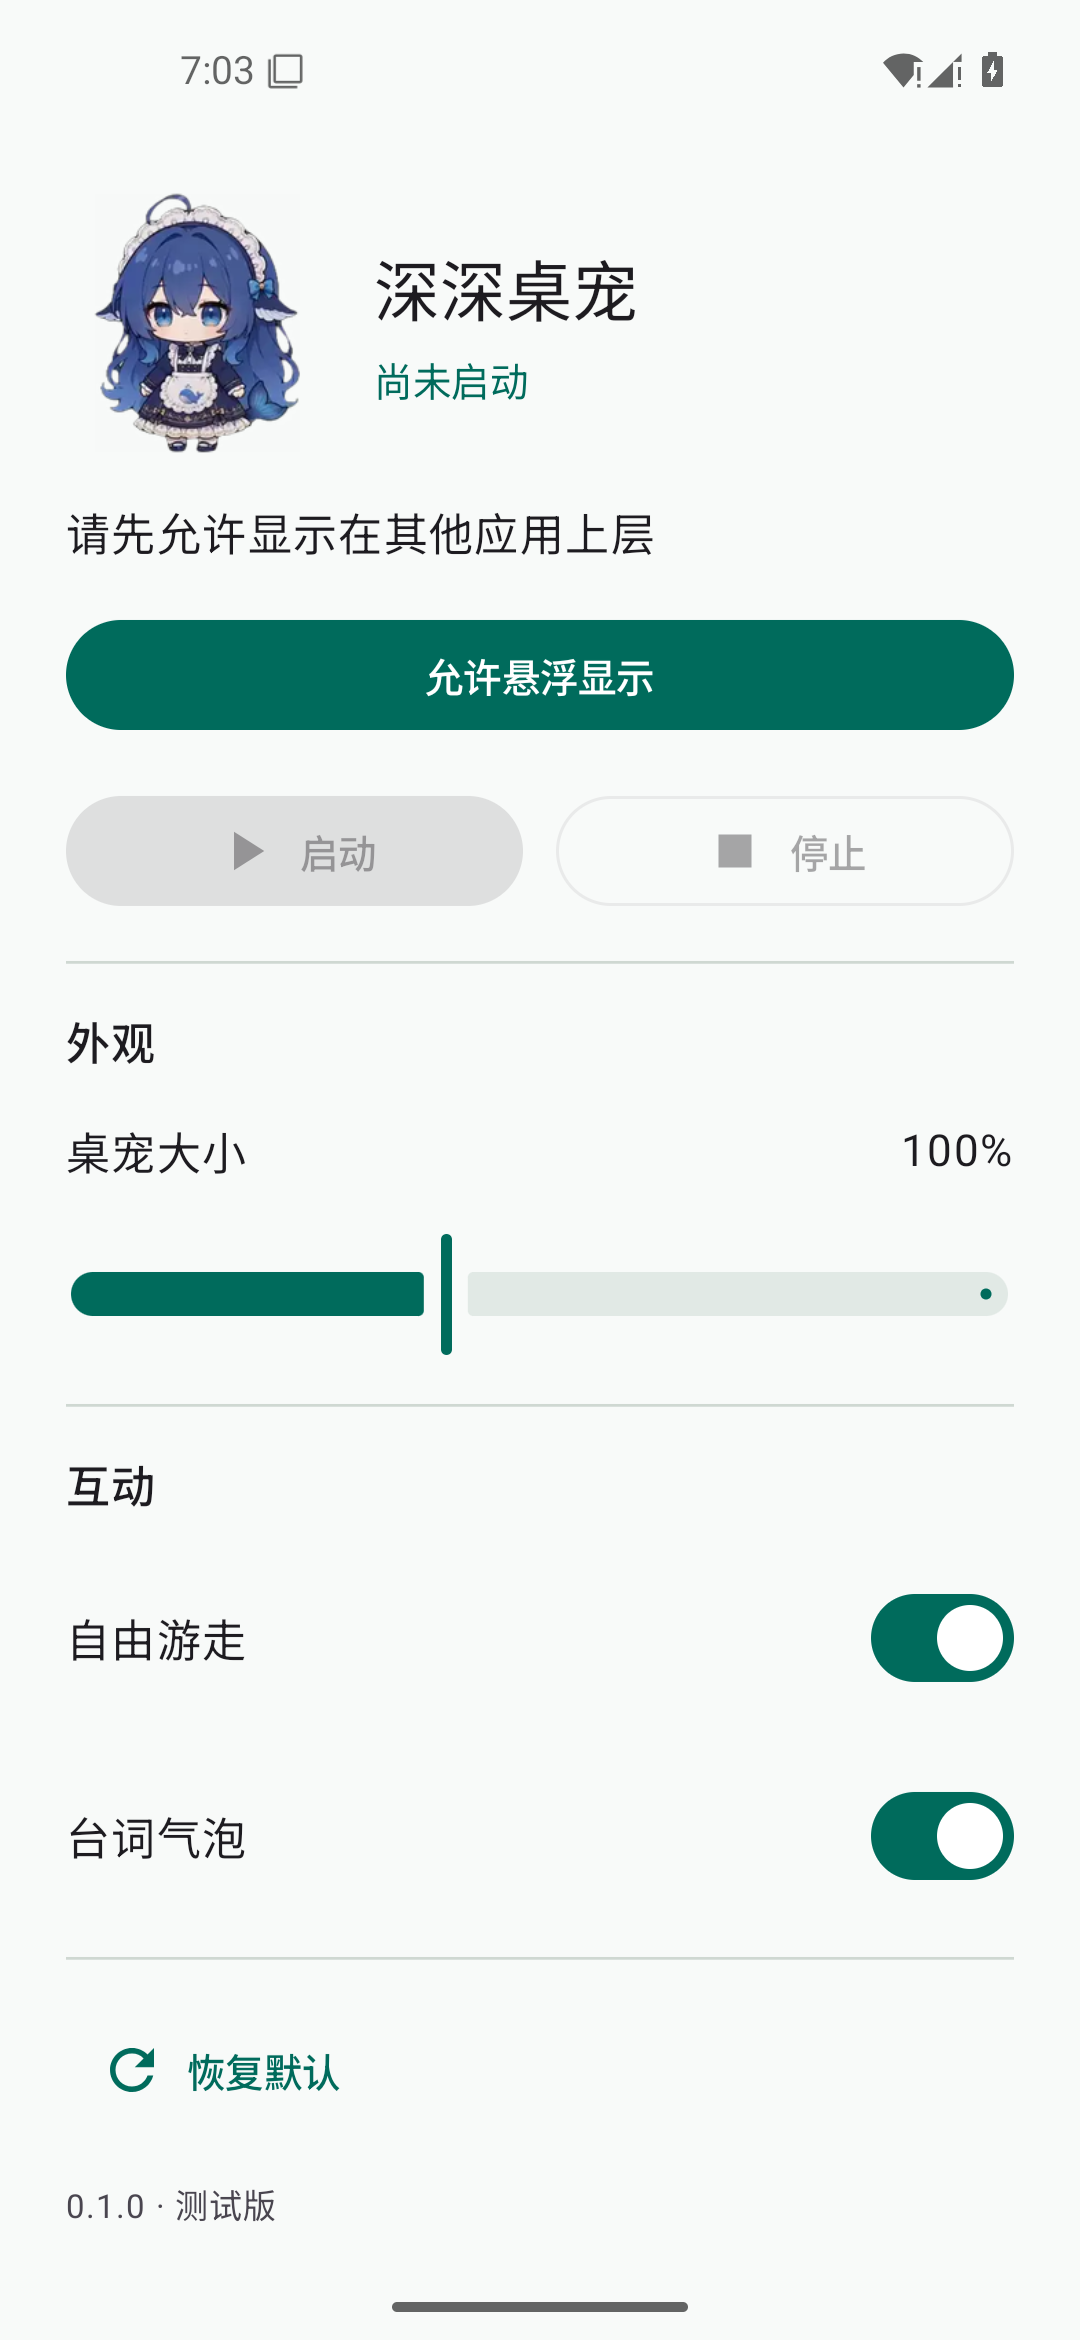 7:03
深深桌宠
尚未启动
请先允许显示在其他应用上层
允许悬浮显示
启动
停止
外观
桌宠大小
100%
互动
自由游走
台词气泡
恢复默认
0.1.0 · 测试版